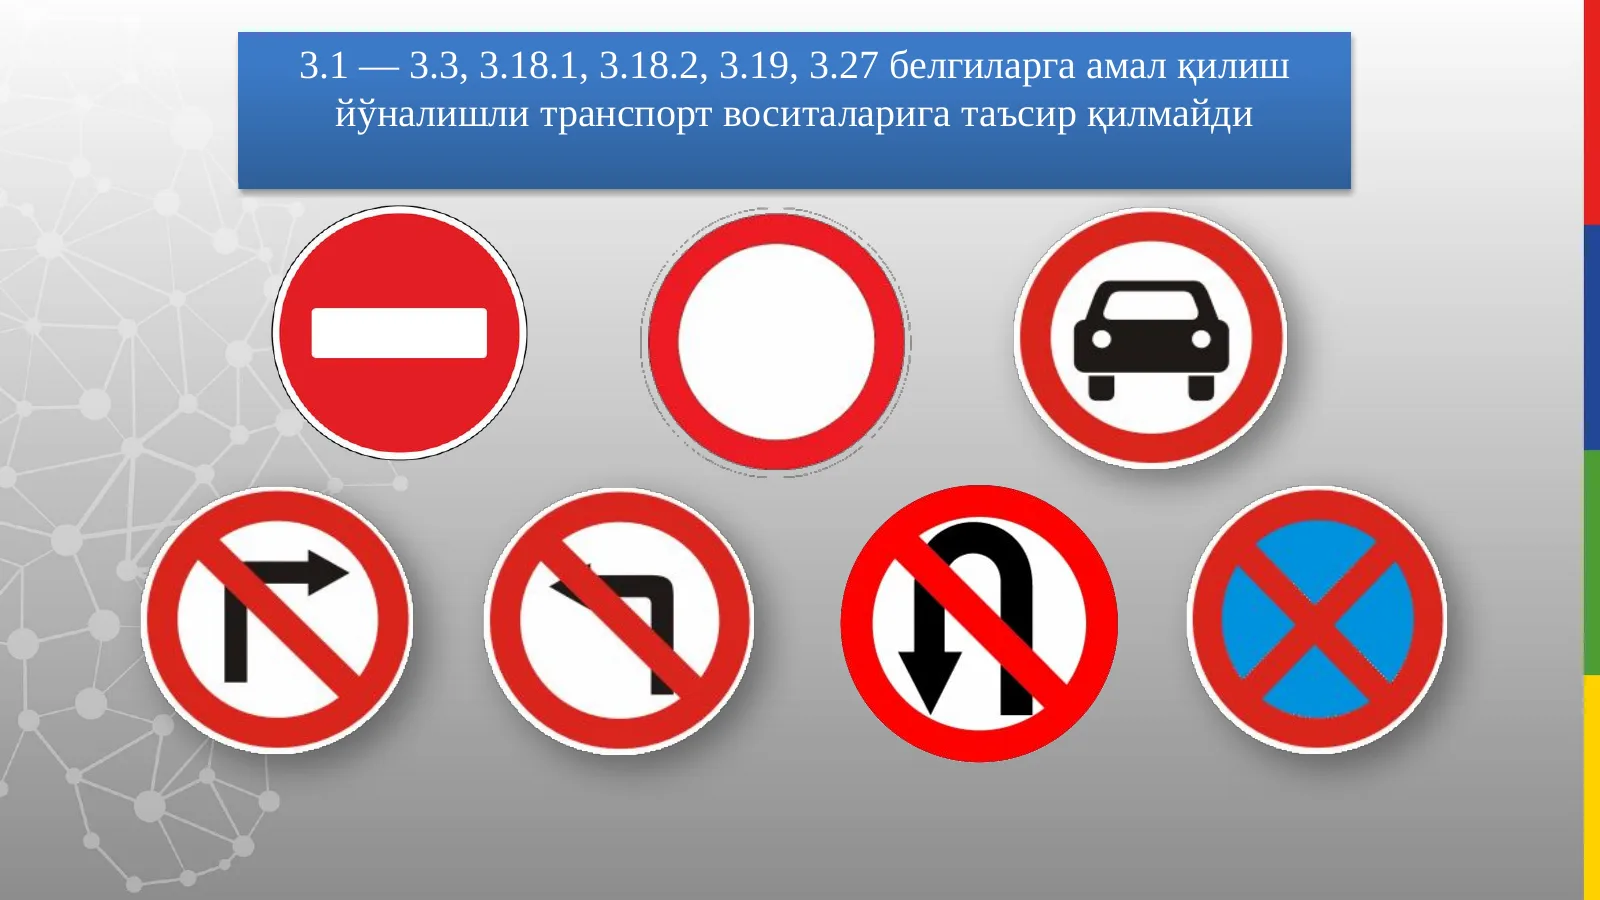 3.1 — 3.3, 3.18.1, 3.18.2, 3.19, 3.27 белгиларга амал қилиш
йўналишли транспорт воситаларига таъсир қилмайди